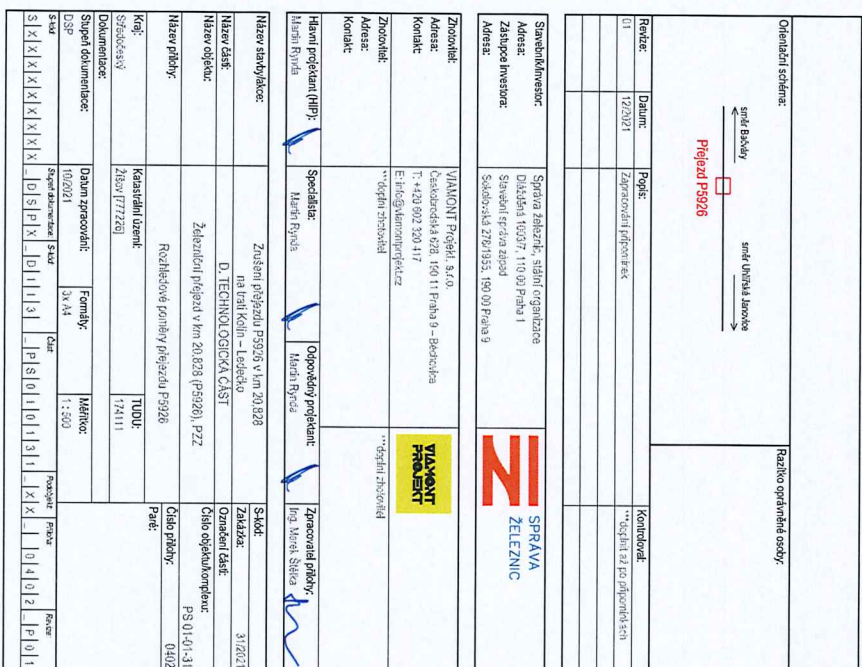 Orientační schéma:
směr Bečváry
směr Uhlířské Janovice
Přejezd P5926
Razítko oprávněné osoby:
Revize: Datum: Popis: Kontroloval:
01 12/2021 Zapracování připomínek ***doplnit až po připomínkách
Stavebník/Investor: Správa železnic, státní organizace
Adresa: Dlážděná 1003/7, 110 00 Praha 1
Zástupce investora: Stavební správa západ
Adresa: Sokolovská 278/1955, 190 00 Praha 9
SPRÁVA
ŽELEZNIC
Zhotovitel: VIAMONT Projekt, s.r.o.
Adresa: Českobrodská 628, 190 11 Praha 9 – Běchovice
Kontakt: T: +420 902 320 417
E: info@viamontprojekt.cz
VIAMONT
PROJEKT
Zhotovitel: ***doplní zhotovitel ***doplní zhotovitel
Adresa:
Kontakt:
Hlavní projektant (HIP): Specialista: Odpovědný projektant: Zpracovatel přílohy:
Martin Rynda Martin Rynda Martin Rynda Ing. Marek Štětka
Název stavby/akce: Zrušení přejezdu P5926 v km 20,828
na trati Kolín – Ledečko
S-kód:
Zakázka: 31/2021
Název části: D. TECHNOLOGICKÁ ČÁST Označení části:
Název objektu: Železniční přejezd v km 20,828 (P5926), PZZ Číslo objektu/komplexu:
PS 01-01-31
Název přílohy: Rozhledové poměry přejezdu P5926 Číslo přílohy: 0402
Paré:
Kraj: Katastrální území: TUDU:
Středočeský Žíšov [777226] 174111
Dokumentace:
Stupeň dokumentace: Datum zpracování: Formáty: Měřítko:
DSP 10/2021 3x A4 1 : 500
S-kód Stupeň dokumentace S-kód Část Podobjekt Příloha Revize
S X X X X X X X X X _ D S P X _ D 1 1 3 _ P S 0 1 0 1 3 1 _ X X _ 0 4 0 2 _ P 0 1